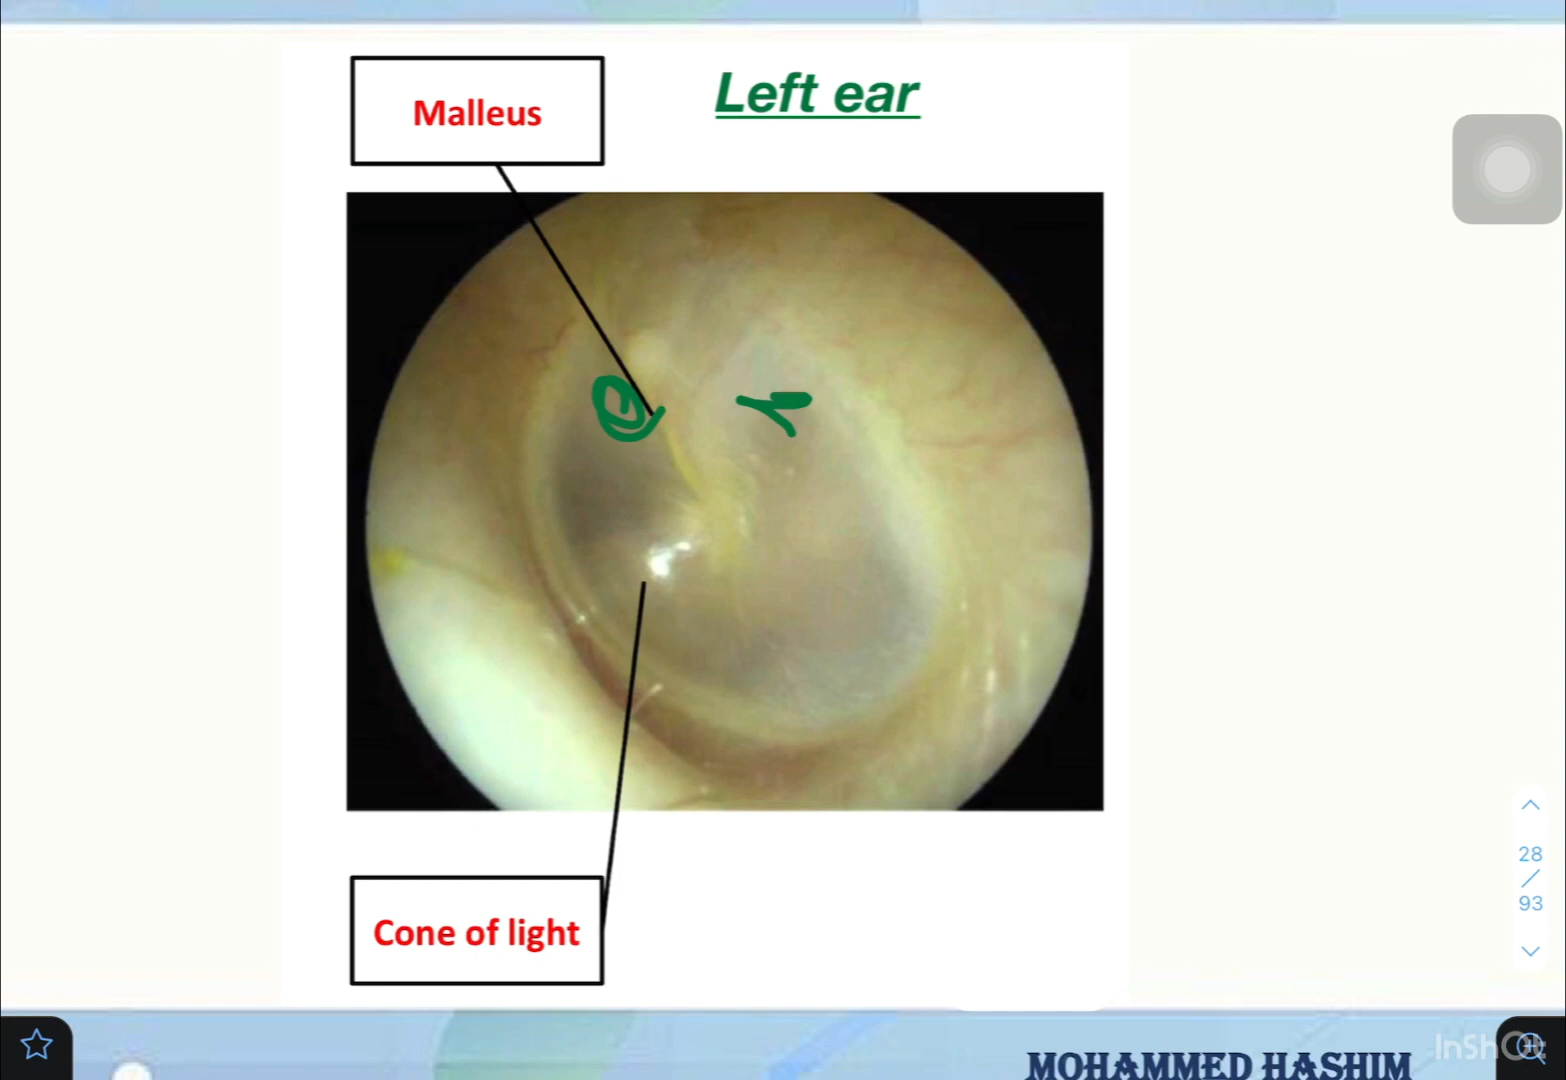 Malleus
Left ear
28
93
Cone of light
InShOt
MOHAMMED HASHIM